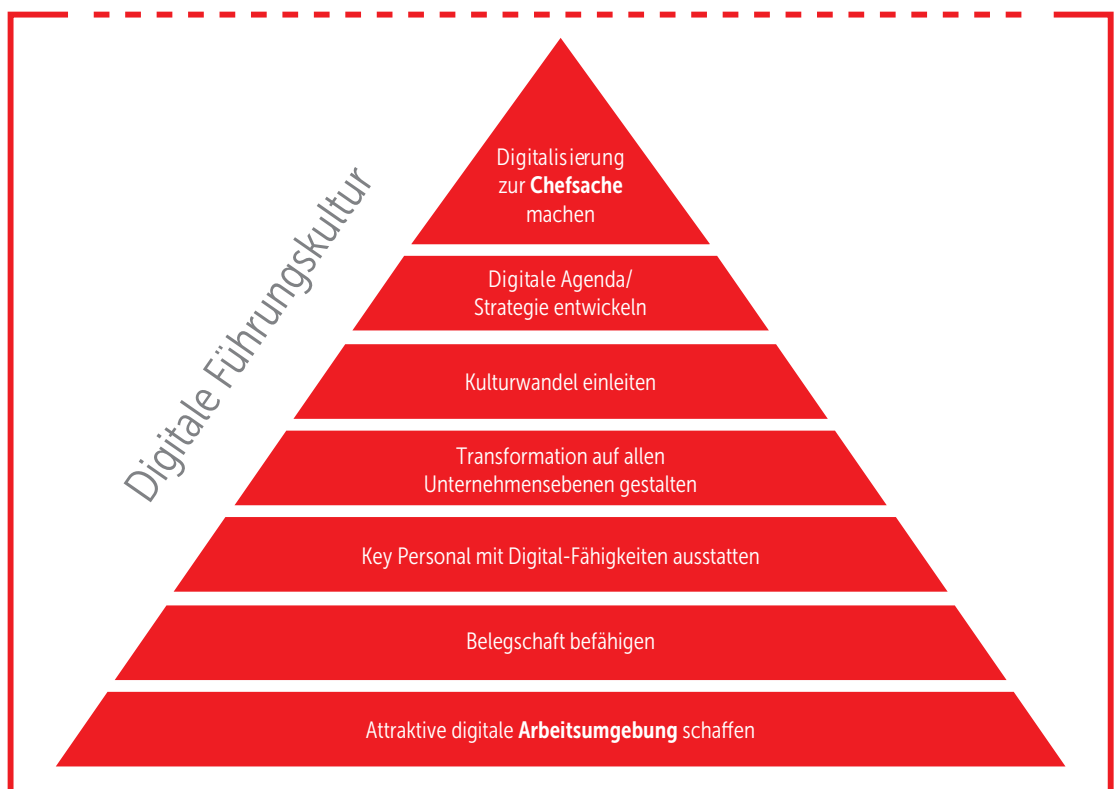 Digitale Führungskultur
Digitalisierung
zur Chefsache
machen
Digitale Agenda/
Strategie entwickeln
Kulturwandel einleiten
Transformation auf allen
Unternehmensebenen gestalten
Key Personal mit Digital-Fähigkeiten ausstatten
Belegschaft befähigen
Attraktive digitale Arbeitsumgebung schaffen